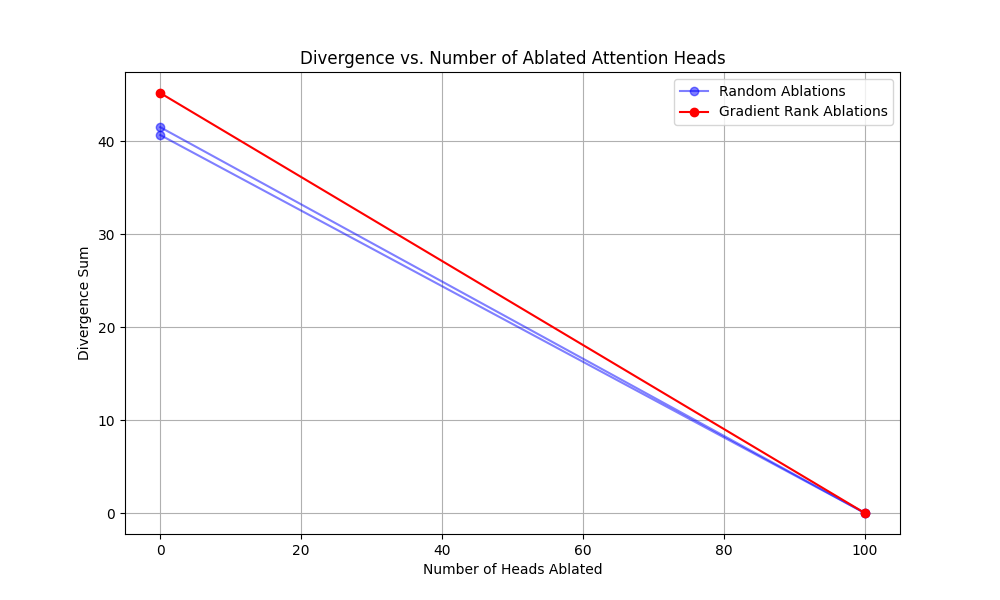 Divergence vs. Number of Ablated Attention Heads
Random Ablations
Gradient Rank Ablations
Divergence Sum
40
30
20
10
0
0 20 40 60 80 100
Number of Heads Ablated